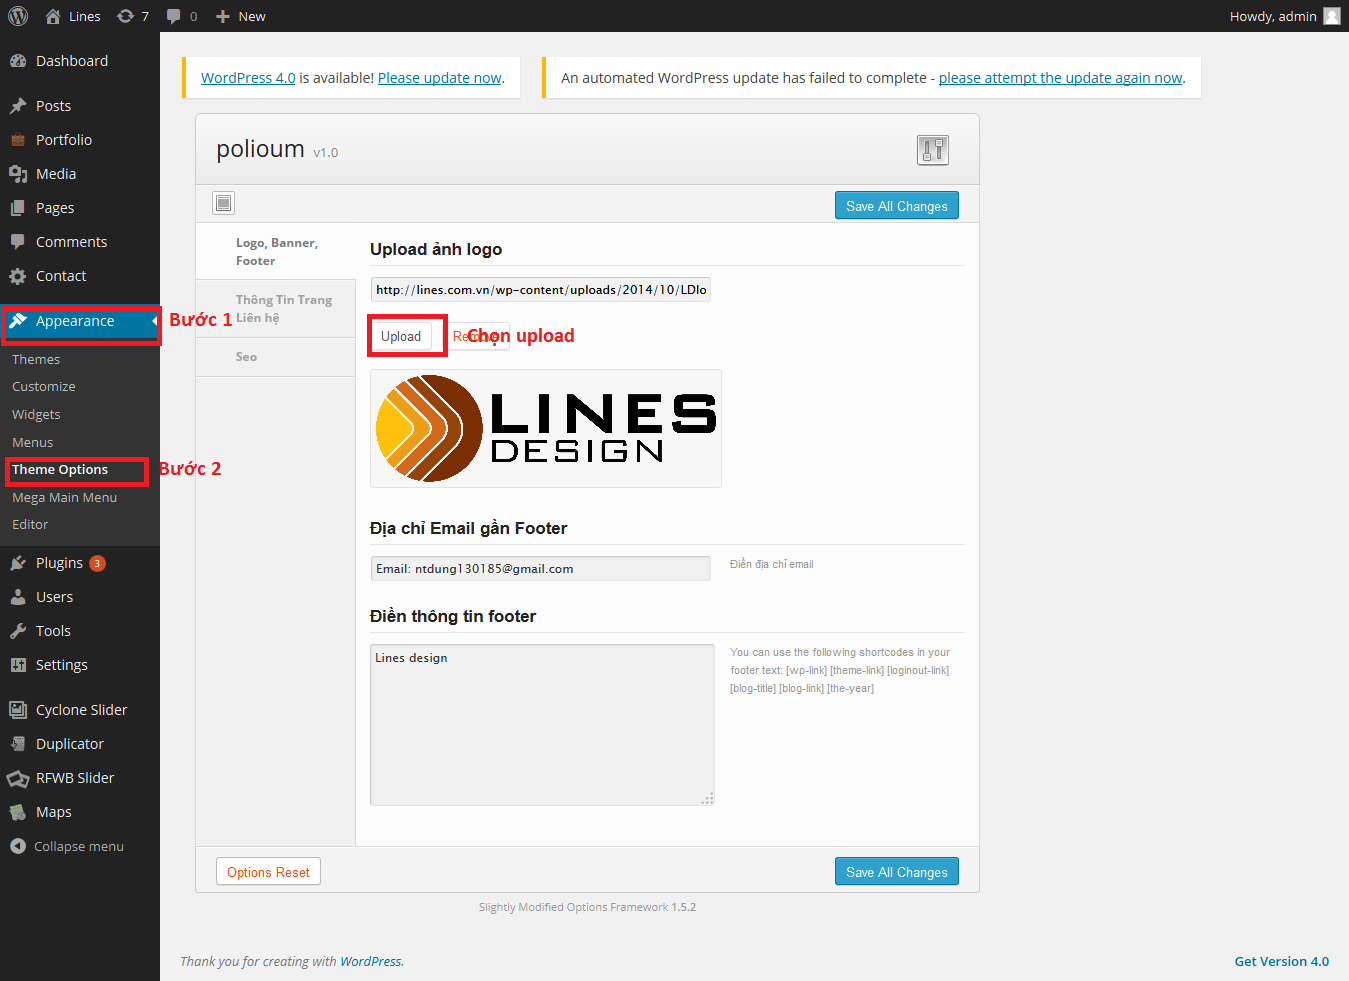 Lines
7
0
New
Howdy, admin
Dashboard
Posts
Portfolio
Media
Pages
Comments
Contact
Appearance
Bước 1
Themes
Customize
Widgets
Menus
Theme Options
Bước 2
Mega Main Menu
Editor
Plugins 3
Users
Tools
Settings
Cyclone Slider
Duplicator
RFWB Slider
Maps
Collapse menu
WordPress 4.0 is available! Please update now.
An automated WordPress update has failed to complete - please attempt the update again now.
polioum v1.0
Save All Changes
Logo, Banner,
Footer
Thông Tin Trang
Liên hệ
Seo
Upload ảnh logo
http://lines.com.vn/wp-content/uploads/2014/10/LDlo
Upload
Remove
Chọn upload
LINES
DESIGN
Địa chỉ Email gần Footer
Email: ntdung130185@gmail.com
Điền địa chỉ email
Điền thông tin footer
Lines design
You can use the following shortcodes in your
footer text: [wp-link] [theme-link] [loginout-link]
[blog-title] [blog-link] [the-year]
Options Reset
Save All Changes
Slightly Modified Options Framework 1.5.2
Thank you for creating with WordPress.
Get Version 4.0